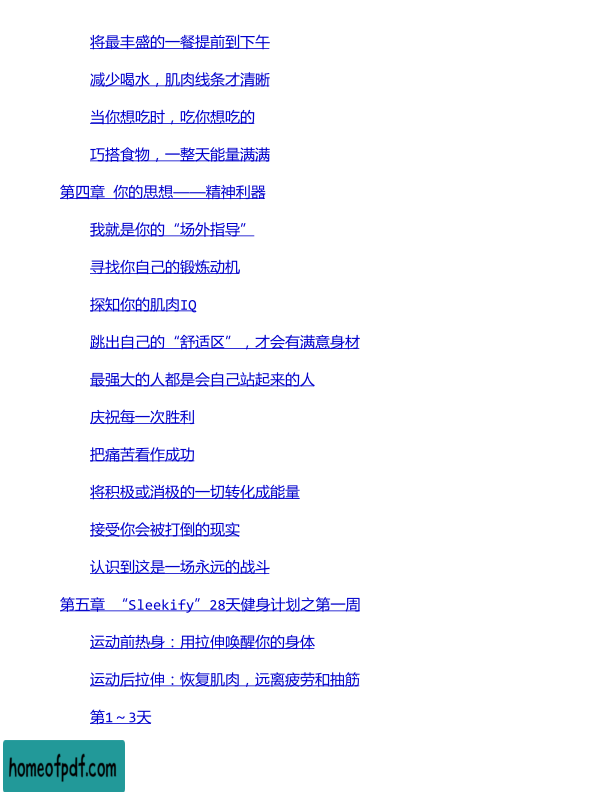 将最丰盛的一餐提前到下午
减少喝水，肌肉线条才清晰
当你想吃时，吃你想吃的
巧搭食物，一整天能量满满
第四章 你的思想——精神利器
我就是你的“场外指导”
寻找你自己的锻炼动机
探知你的肌肉IQ
跳出自己的“舒适区”，才会有满意身材
最强大的人都是会自己站起来的人
庆祝每一次胜利
把痛苦看作成功
将积极或消极的一切转化成能量
接受你会被打倒的现实
认识到这是一场永远的战斗
第五章 “Sleekify”28天健身计划之第一周
运动前热身：用拉伸唤醒你的身体
运动后拉伸：恢复肌肉，远离疲劳和抽筋
第1～3天
homeofpdf.com